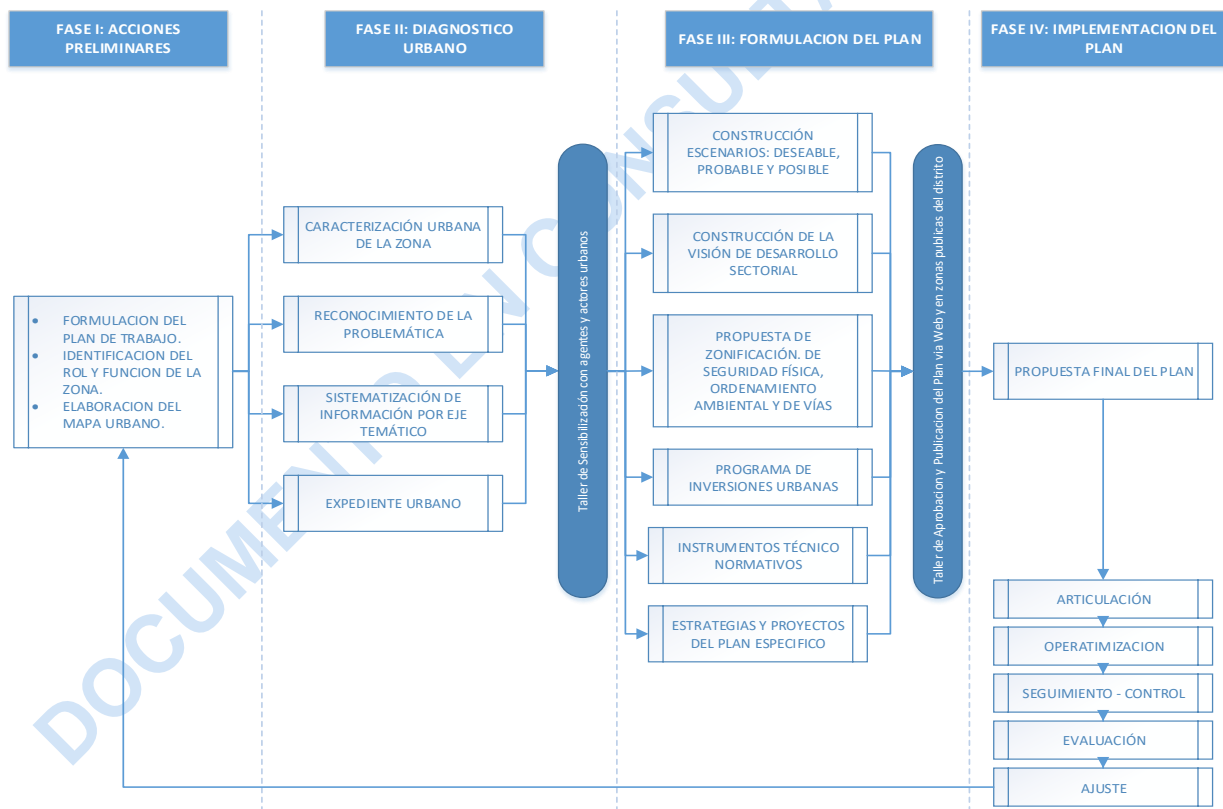 FASE I: ACCIONES
PRELIMINARES
FASE II: DIAGNOSTICO
URBANO
FASE III: FORMULACION DEL PLAN
FASE IV: IMPLEMENTACION DEL
PLAN
• FORMULACION DEL
PLAN DE TRABAJO.
• IDENTIFICACION DEL
ROL Y FUNCION DE LA
ZONA.
• ELABORACION DEL
MAPA URBANO.
CARACTERIZACIÓN URBANA
DE LA ZONA
RECONOCIMIENTO DE LA
PROBLEMÁTICA
SISTEMATIZACIÓN DE
INFORMACIÓN POR EJE
TEMÁTICO
EXPEDIENTE URBANO
Taller de Sensibilización con agentes y actores urbanos
CONSTRUCCIÓN
ESCENARIOS: DESEABLE,
PROBABLE Y POSIBLE
CONSTRUCCIÓN DE LA
VISIÓN DE DESARROLLO
SECTORIAL
PROPUESTA DE
ZONIFICACIÓN. DE
SEGURIDAD FÍSICA,
ORDENAMIENTO
AMBIENTAL Y DE VÍAS
PROGRAMA DE
INVERSIONES URBANAS
INSTRUMENTOS TÉCNICO
NORMATIVOS
ESTRATEGIAS Y PROYECTOS
DEL PLAN ESPECIFICO
Taller de Aprobacion y Publicacion del Plan via Web y en zonas publicas del distrito
PROPUESTA FINAL DEL PLAN
ARTICULACIÓN
OPERATIMIZACION
SEGUIMIENTO - CONTROL
EVALUACIÓN
AJUSTE
DOCUMENTO EN CONSULTA